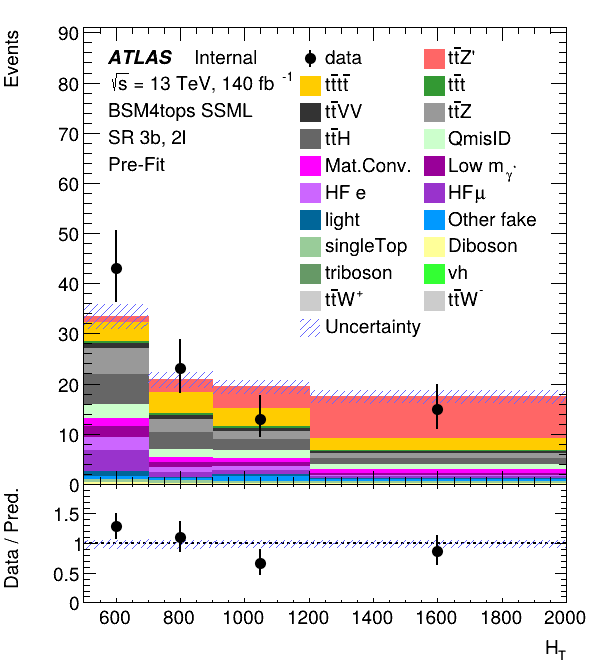 Events
90
80
70
60
50
40
30
20
10
0
ATLAS Internal
√s = 13 TeV, 140 fb⁻¹
BSM4tops SSML
SR 3b, 2l
Pre-Fit
data
tt̄Z'
tt̄tt̄
tt̄t
tt̄VV
tt̄Z
tt̄H
QmisID
Mat.Conv.
Low m_γ*
HF e
HF μ
light
Other fake
singleTop
Diboson
triboson
vh
tt̄W⁺
tt̄W⁻
Uncertainty
Data / Pred.
1.5
1
0.5
0
600 800 1000 1200 1400 1600 1800 2000
H_T